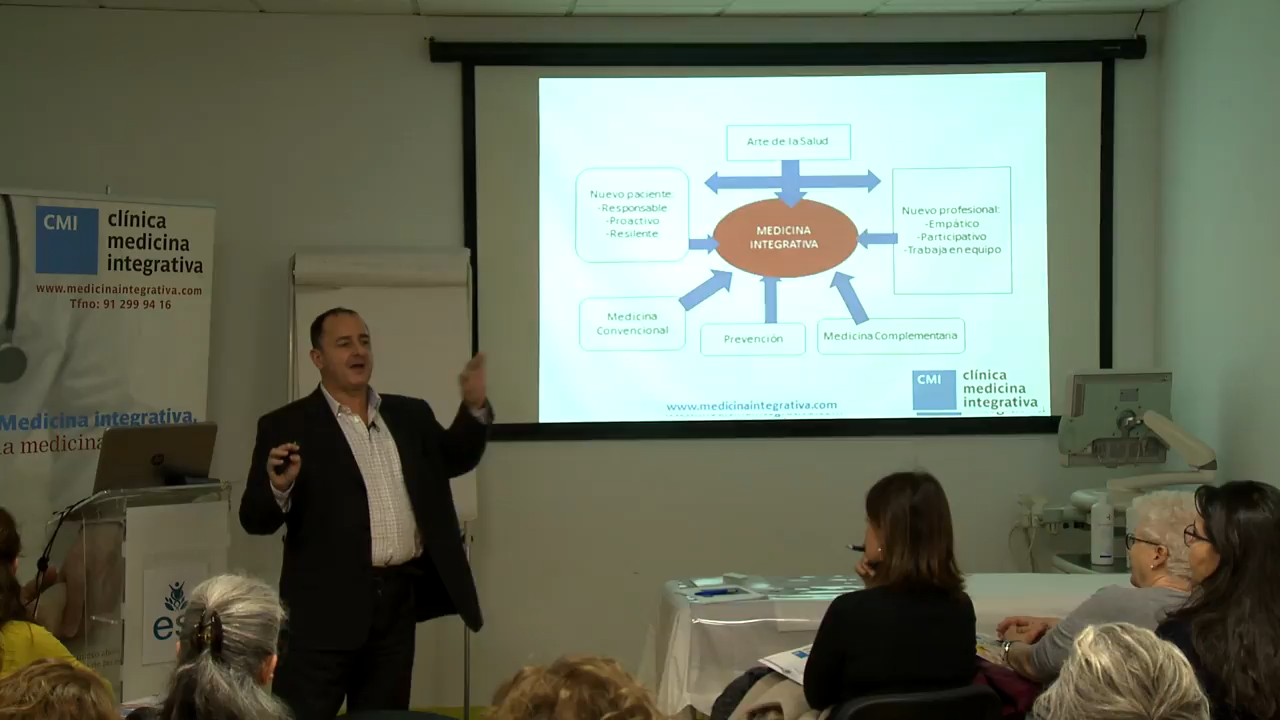 CMI
clínica
medicina
integrativa
www.medicinaintegrativa.com
Tfno: 91 299 94 16
Medicina integrativa,
la medicina
Arte de la Salud
Nuevo paciente:
-Responsable
-Proactivo
-Resilente
MEDICINA
INTEGRATIVA
Nuevo profesional:
-Empático
-Participativo
-Trabaja en equipo
Medicina
Convencional
Prevención
Medicina Complementaria
www.medicinaintegrativa.com
CMI
clínica
medicina
integrativa